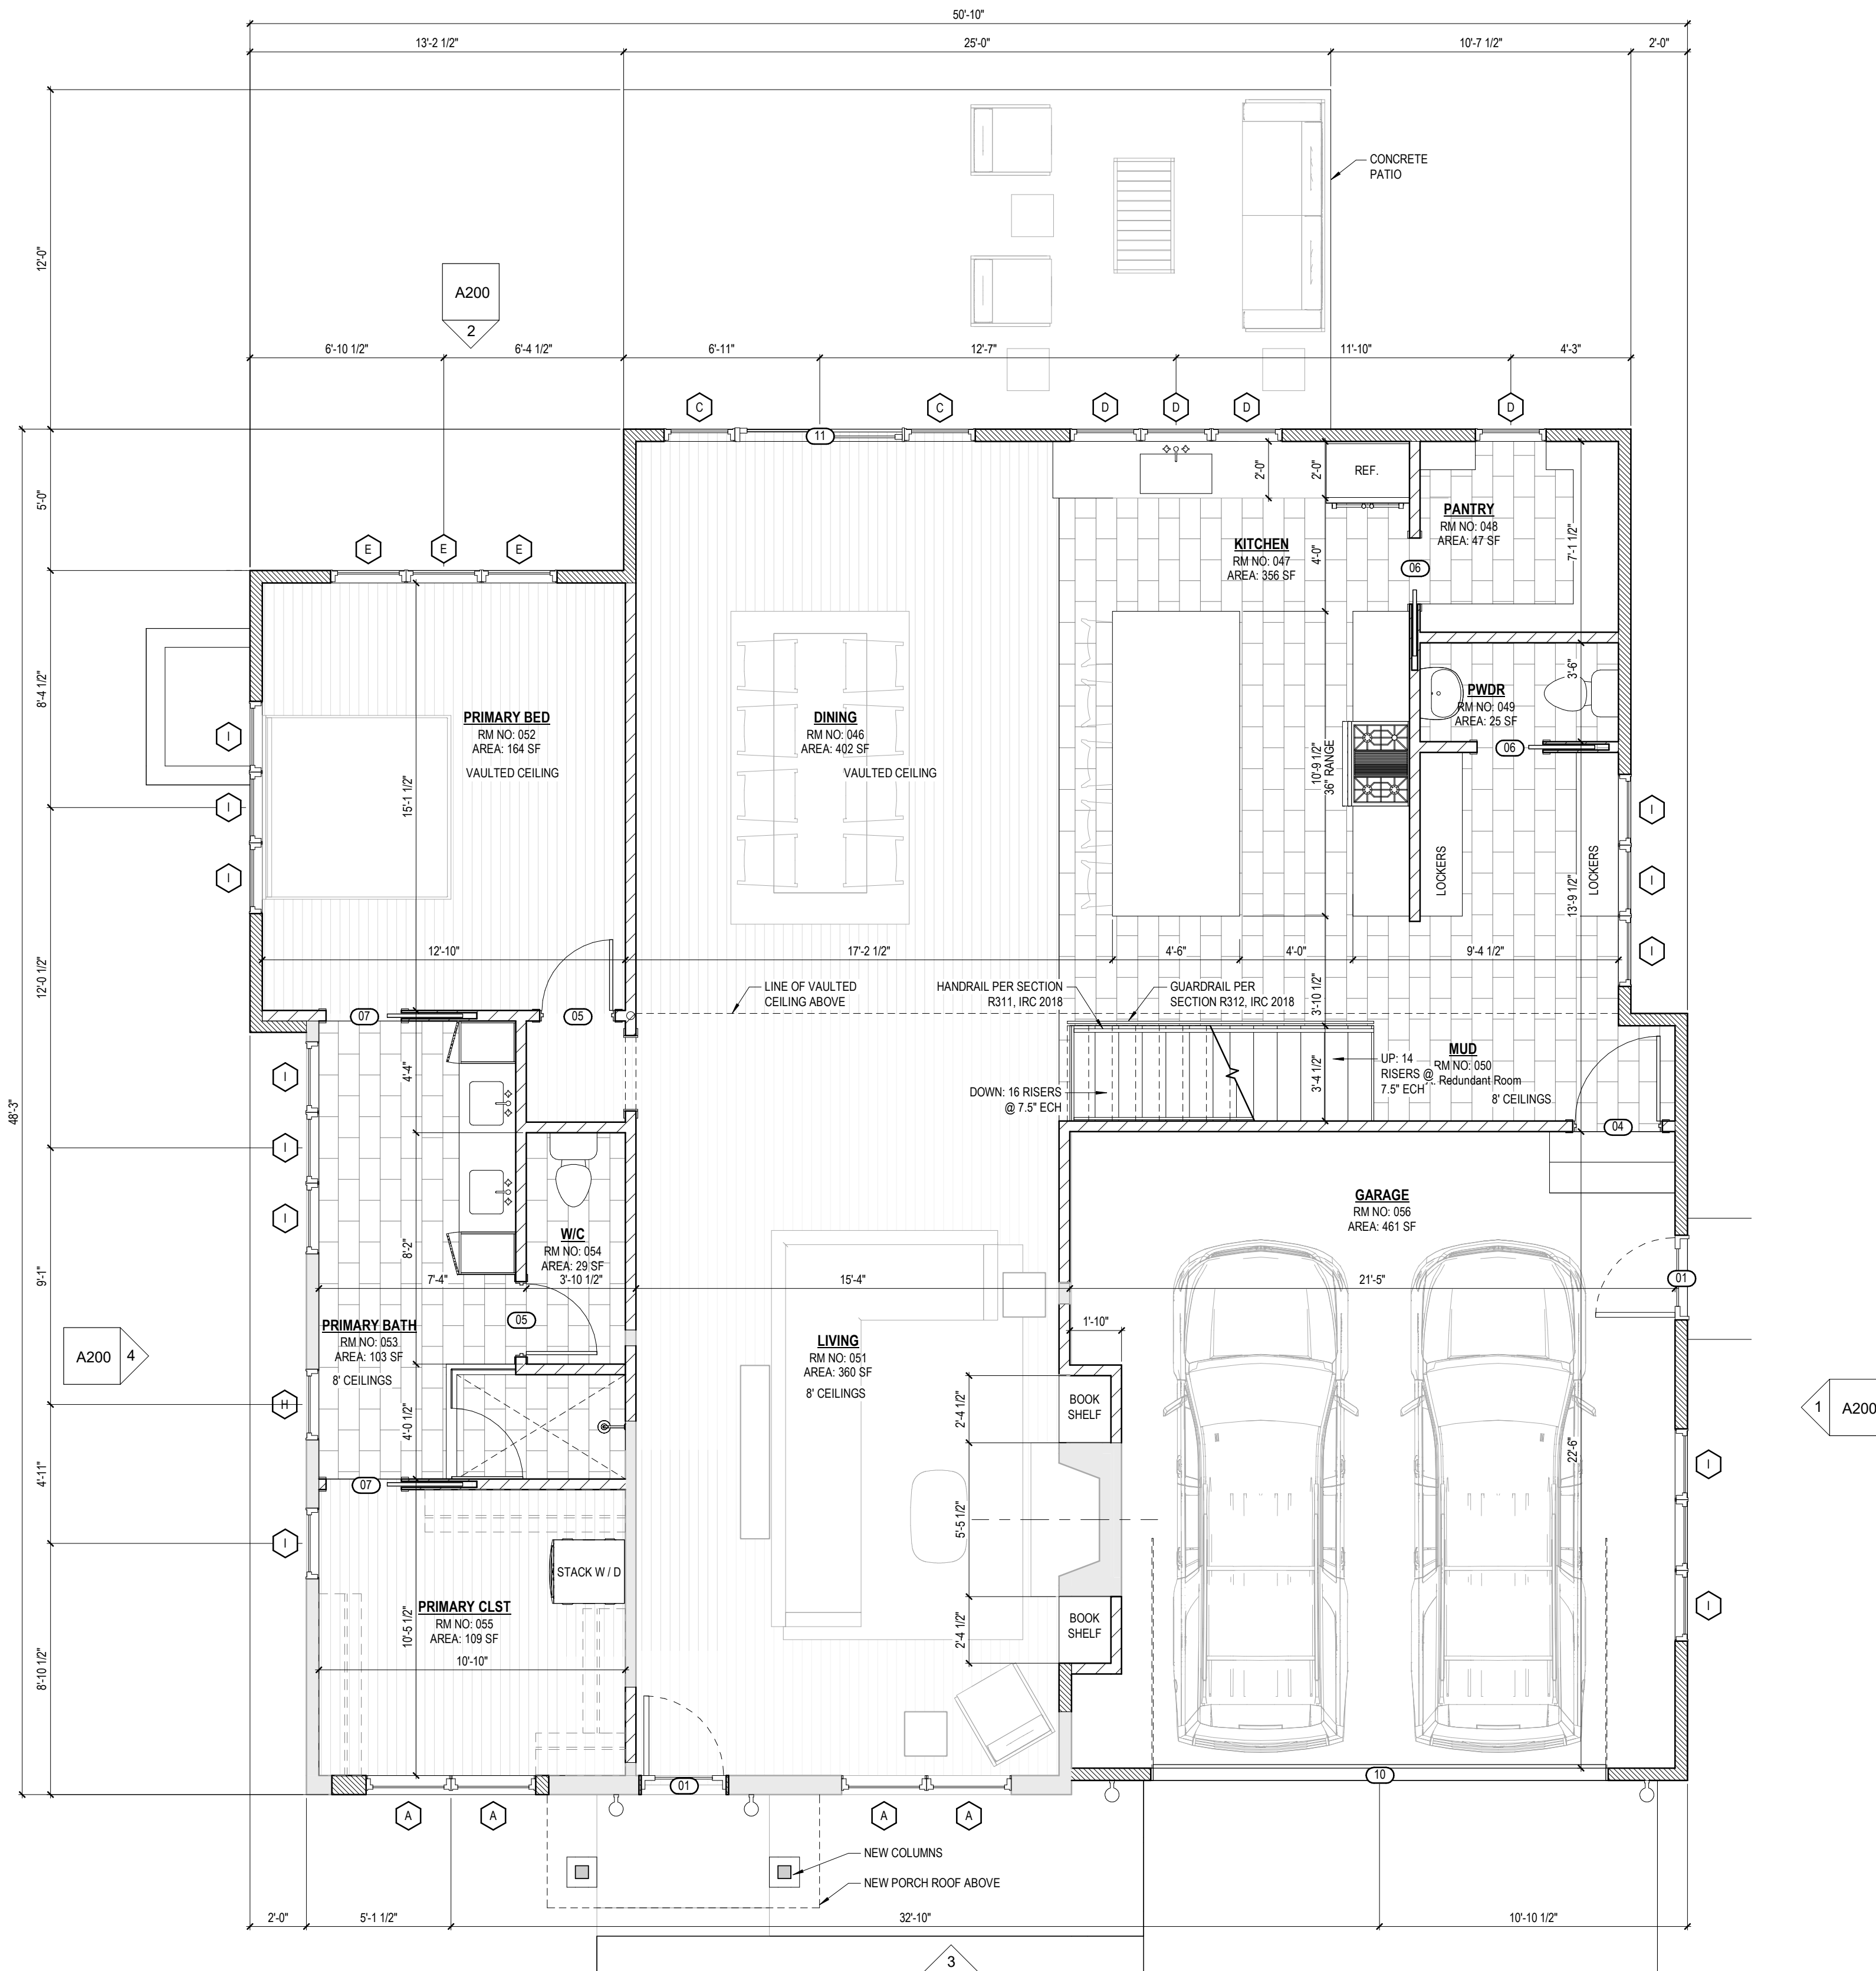 50'-10"
13'-2 1/2"
25'-0"
10'-7 1/2"
2'-0"
CONCRETE
PATIO
12'-0"
A200
2
6'-10 1/2"
6'-4 1/2"
6'-11"
12'-7"
11'-10"
4'-3"
C
C
D
D
D
D
11
REF.
2'-0"
2'-0"
5'-0"
PANTRY
RM NO: 048
AREA: 47 SF
7'-1 1/2"
E
E
E
KITCHEN
RM NO: 047
AREA: 356 SF
4'-0"
06
8'-4 1/2"
3'-6"
PWDR
RM NO: 049
AREA: 25 SF
PRIMARY BED
RM NO: 052
AREA: 164 SF
VAULTED CEILING
DINING
RM NO: 046
AREA: 402 SF
VAULTED CEILING
I
I
I
06
10'-9 1/2"
36" RANGE
15'-1 1/2"
I
I
I
LOCKERS
LOCKERS
13'-9 1/2"
12'-10"
17'-2 1/2"
4'-6"
4'-0"
9'-4 1/2"
12'-0 1/2"
LINE OF VAULTED
CEILING ABOVE
HANDRAIL PER SECTION
R311, IRC 2018
GUARDRAIL PER
SECTION R312, IRC 2018
3'-10 1/2"
07
05
MUD
RM NO: 050
Redundant Room
8' CEILINGS
UP: 14
RISERS @
7.5" ECH
3'-4 1/2"
DOWN: 16 RISERS
@ 7.5" ECH
04
48'-3"
I
I
I
4'-4"
8'-2"
W/C
RM NO: 054
AREA: 29 SF
GARAGE
RM NO: 056
AREA: 461 SF
9'-1"
7'-4"
3'-10 1/2"
15'-4"
21'-5"
01
05
1'-10"
PRIMARY BATH
RM NO: 053
AREA: 103 SF
8' CEILINGS
LIVING
RM NO: 051
AREA: 360 SF
8' CEILINGS
A200
4
H
4'-0 1/2"
2'-4 1/2"
BOOK
SHELF
1
A200
22'-6"
I
4'-11"
07
5'-5 1/2"
I
STACK W / D
PRIMARY CLST
RM NO: 055
AREA: 109 SF
10'-5 1/2"
10'-10"
2'-4 1/2"
BOOK
SHELF
I
8'-10 1/2"
01
10
A
A
A
A
NEW COLUMNS
NEW PORCH ROOF ABOVE
2'-0"
5'-1 1/2"
32'-10"
10'-10 1/2"
3